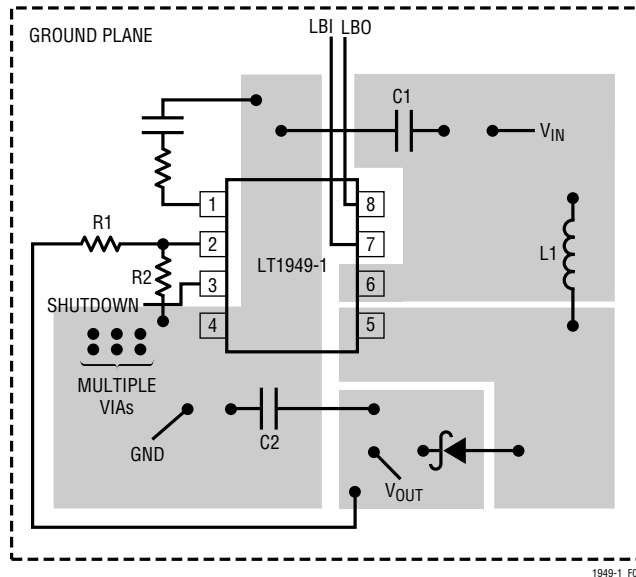 GROUND PLANE
LBI LBO
C1
VIN
1
8
R1
2
7
L1
R2
LT1949-1
3
6
SHUTDOWN
4
5
MULTIPLE
VIAs
GND
C2
VOUT
1949-1 FO